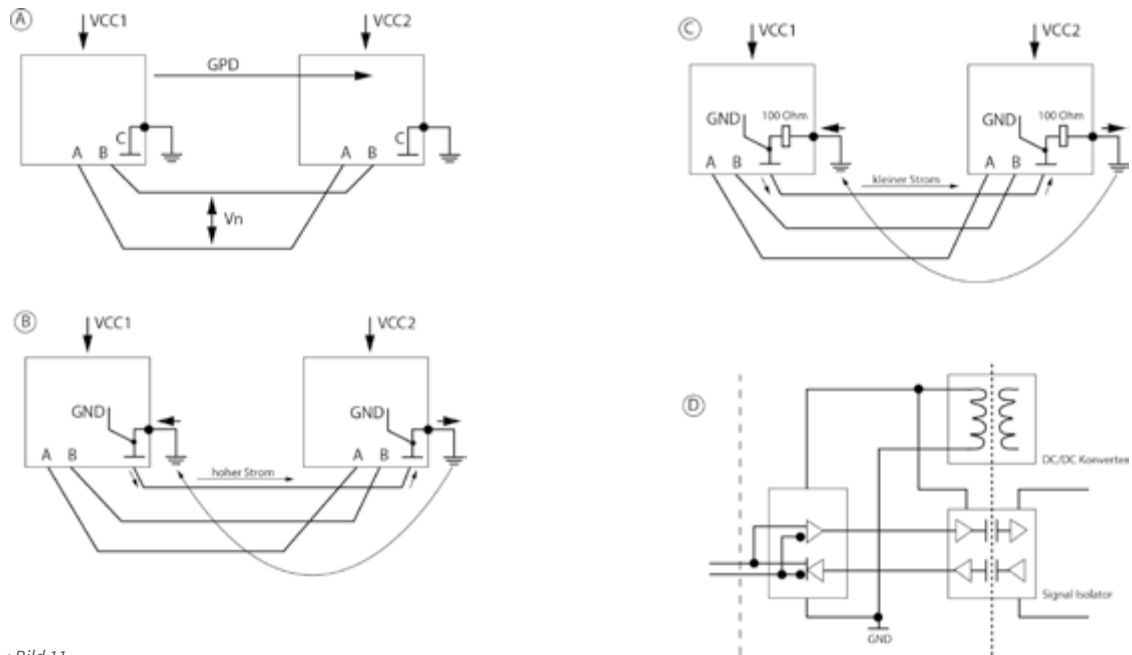 A
VCC1
VCC2
GPD
C
C
A B
A B
Vn
B
VCC1
VCC2
GND
GND
A B
A B
hoher Strom
C
VCC1
VCC2
100 Ohm
100 Ohm
GND
GND
A B
A B
kleiner Strom
D
DC/DC Konverter
Signal Isolator
GND
Bild 11